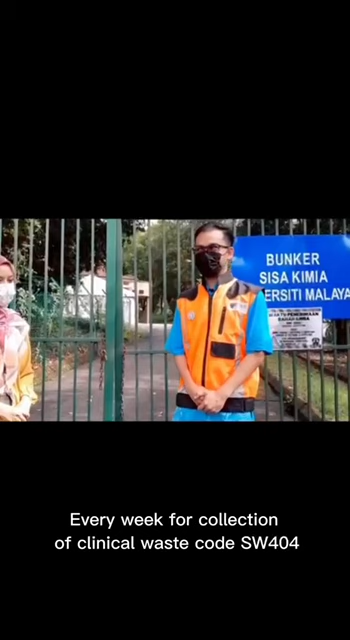 BUNKER
SISA KIMIA
ERSITI MALAYA
Every week for collection
of clinical waste code SW404